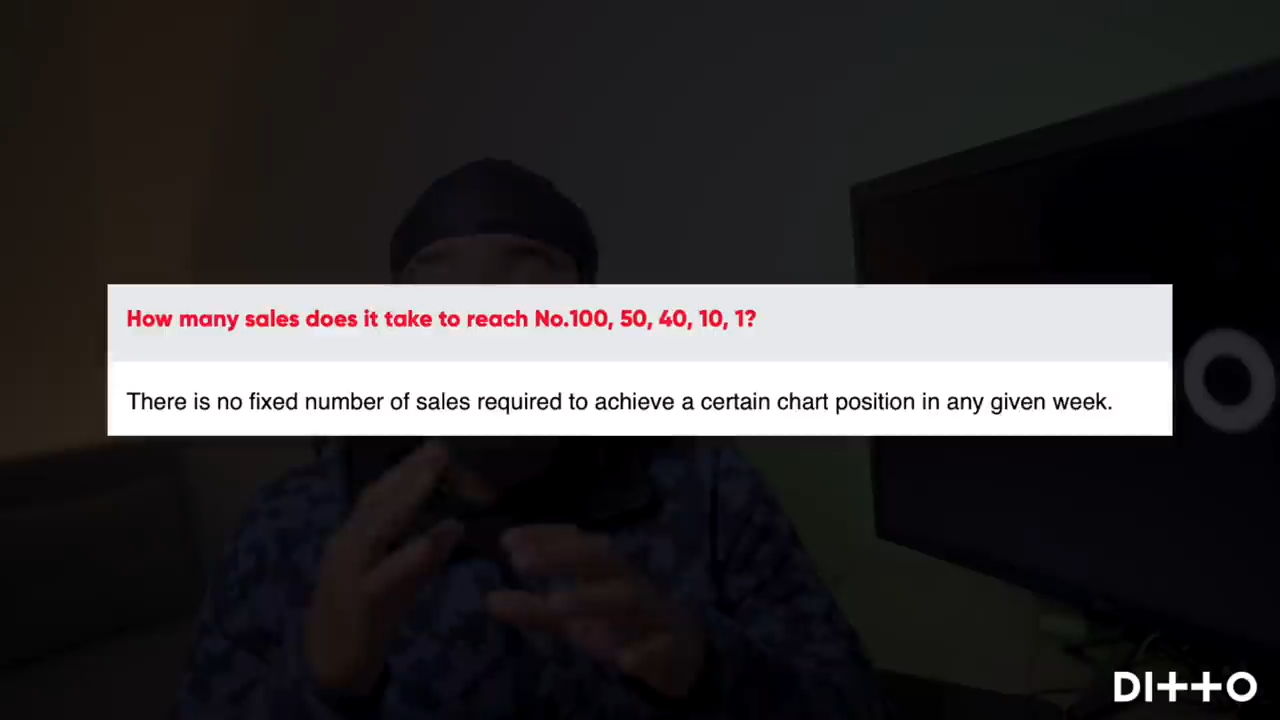 How many sales does it take to reach No.100, 50, 40, 10, 1?
There is no fixed number of sales required to achieve a certain chart position in any given week.
DITTO